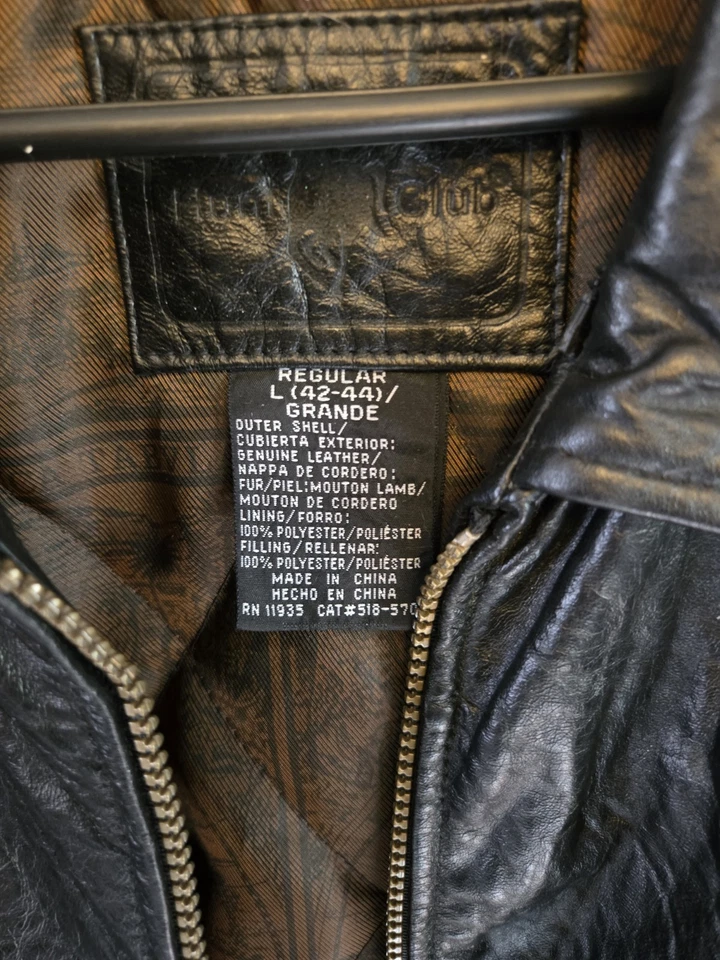 Club
REGULAR
L (42-44)/
GRANDE
OUTER SHELL/
CUBIERTA EXTERIOR:
GENUINE LEATHER/
NAPPA DE CORDERO:
FUR/PIEL:MOUTON LAMB/
MOUTON DE CORDERO
LINING/FORRO:
100% POLYESTER/POLIÉSTER
FILLING/RELLENAR:
100% POLYESTER/POLIÉSTER
MADE IN CHINA
HECHO EN CHINA
RN 11935 CAT#518-570